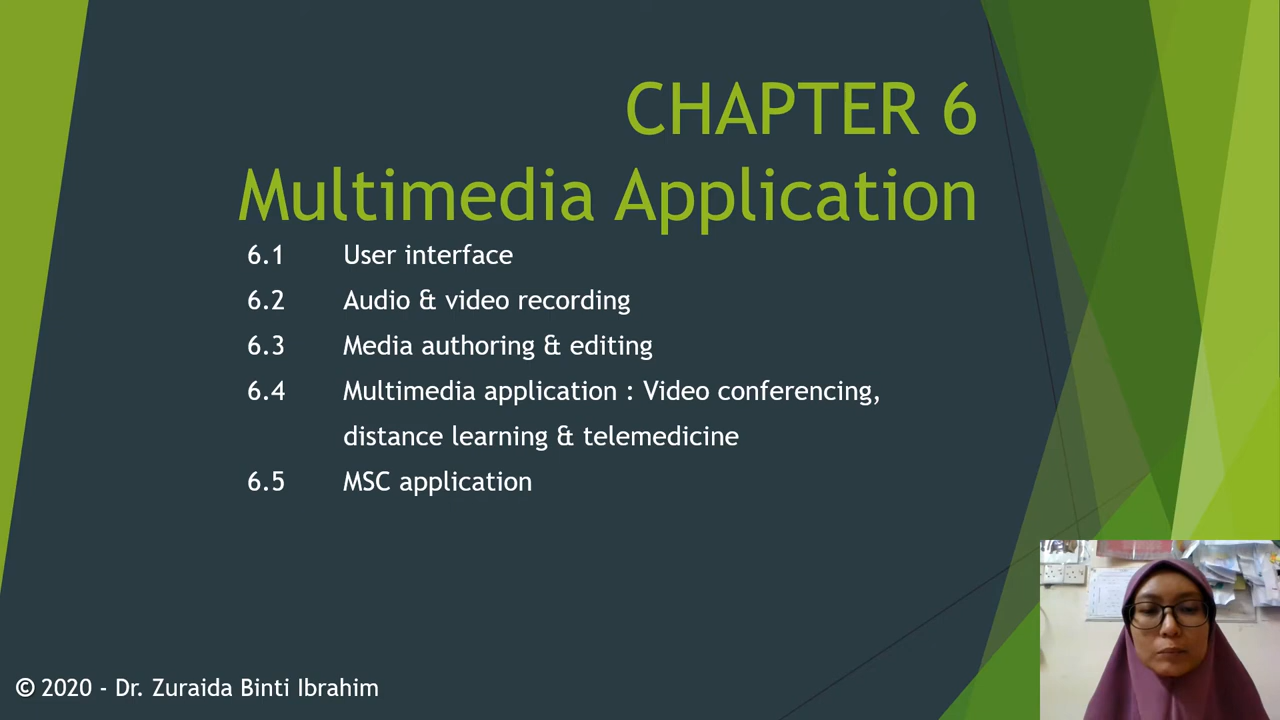 CHAPTER 6
Multimedia Application
6.1 User interface
6.2 Audio & video recording
6.3 Media authoring & editing
6.4 Multimedia application : Video conferencing,
distance learning & telemedicine
6.5 MSC application
© 2020 - Dr. Zuraida Binti Ibrahim